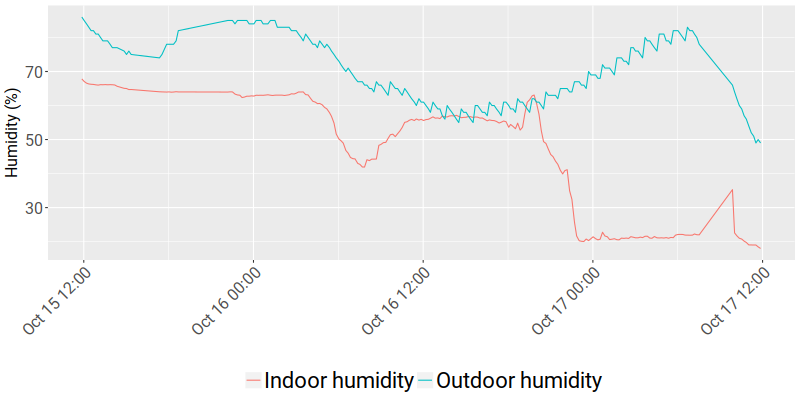 Humidity (%)
70
50
30
Oct 15 12:00
Oct 16 00:00
Oct 16 12:00
Oct 17 00:00
Oct 17 12:00
Indoor humidity Outdoor humidity